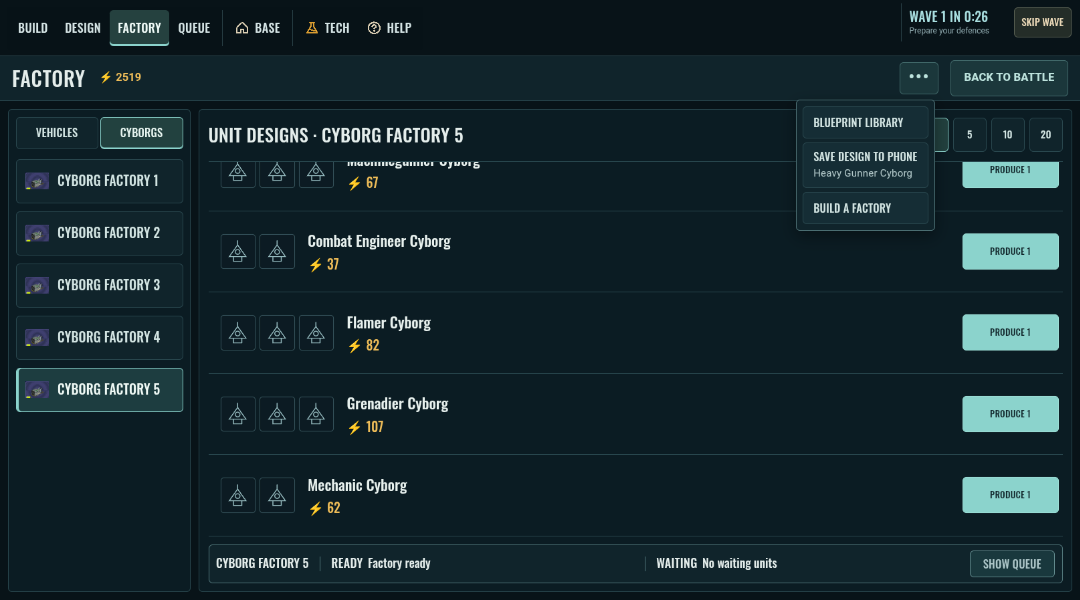 BUILD DESIGN FACTORY QUEUE BASE TECH HELP
WAVE 1 IN 0:26
Prepare your defences
SKIP WAVE
FACTORY 2519
BACK TO BATTLE
VEHICLES CYBORGS
CYBORG FACTORY 1
CYBORG FACTORY 2
CYBORG FACTORY 3
CYBORG FACTORY 4
CYBORG FACTORY 5
UNIT DESIGNS · CYBORG FACTORY 5
5 10 20
BLUEPRINT LIBRARY
SAVE DESIGN TO PHONE
Heavy Gunner Cyborg
BUILD A FACTORY
Machinegunner Cyborg
67
PRODUCE 1
Combat Engineer Cyborg
37
PRODUCE 1
Flamer Cyborg
82
PRODUCE 1
Grenadier Cyborg
107
PRODUCE 1
Mechanic Cyborg
62
PRODUCE 1
CYBORG FACTORY 5 READY Factory ready WAITING No waiting units SHOW QUEUE